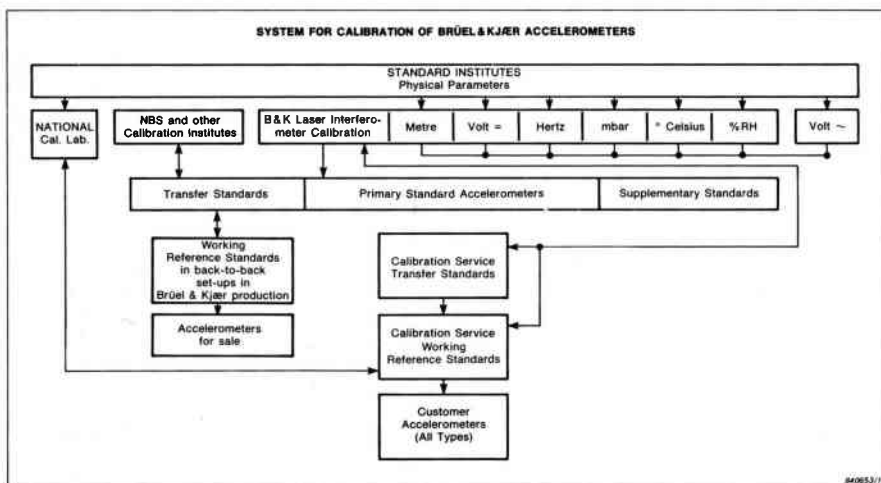 SYSTEM FOR CALIBRATION OF BRÜEL & KJÆR ACCELEROMETERS
STANDARD INSTITUTES
Physical Parameters
NATIONAL
Cal. Lab.
NBS and other
Calibration Institutes
B & K Laser Interfero-
meter Calibration
Metre
Volt =
Hertz
mbar
° Celsius
%RH
Volt ~
Transfer Standards
Primary Standard Accelerometers
Supplementary Standards
Working
Reference Standards
in back-to-back
set-ups in
Brüel & Kjær production
Calibration Service
Transfer Standards
Accelerometers
for sale
Calibration Service
Working
Reference Standards
Customer
Accelerometers
(All Types)
840653/1